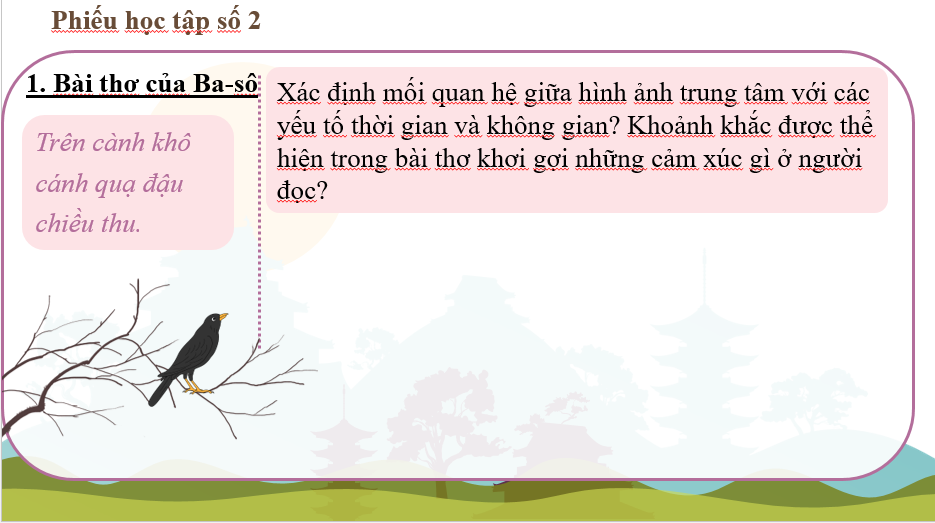 Phiếu học tập số 2
1. Bài thơ của Ba-sô
Trên cành khô
cánh quạ đậu
chiều thu.
Xác định mối quan hệ giữa hình ảnh trung tâm với các
yếu tố thời gian và không gian? Khoảnh khắc được thể
hiện trong bài thơ khơi gợi những cảm xúc gì ở người
đọc?